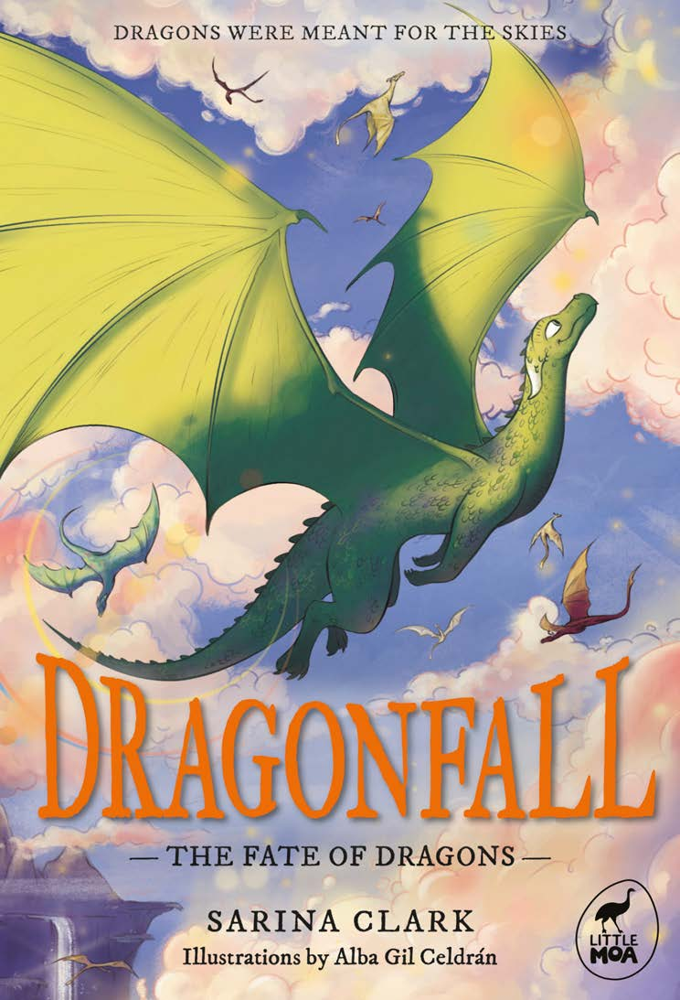 DRAGONS WERE MEANT FOR THE SKIES
DRAGONFALL
— THE FATE OF DRAGONS —
SARINA CLARK
Illustrations by Alba Gil Celdrán
LITTLE
MOA